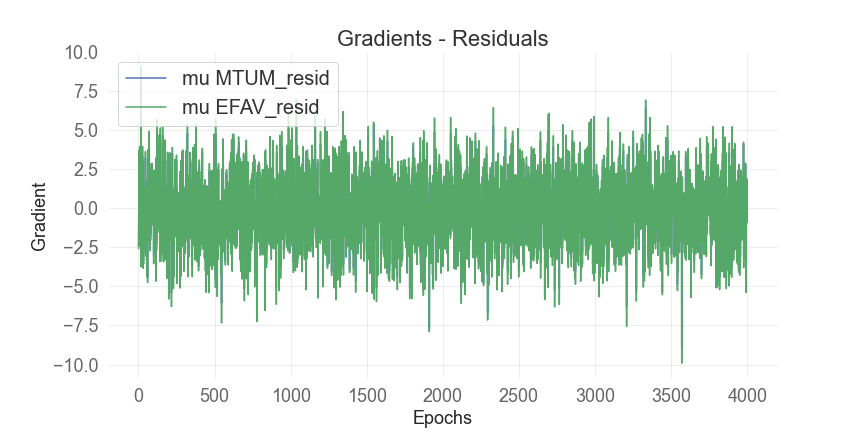 Gradients - Residuals
10.0
7.5
5.0
2.5
0.0
−2.5
−5.0
−7.5
−10.0
Gradient
mu MTUM_resid
mu EFAV_resid
0 500 1000 1500 2000 2500 3000 3500 4000
Epochs